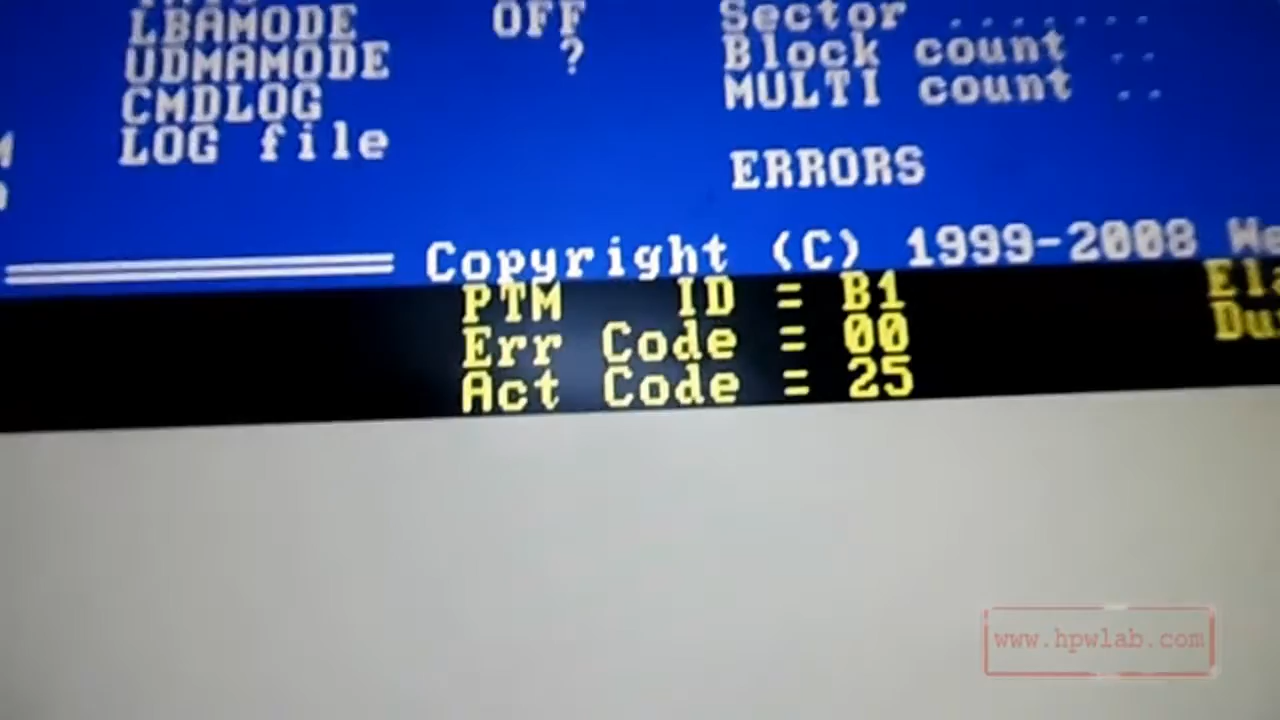 LBAMODE OFF
UDMAMODE ?
CMDLOG
LOG file
Sector . . . . . . .
Block count . .
MULTI count . .
ERRORS
Copyright (C) 1999-2008
PTM ID = B1
Err Code = 00
Act Code = 25
www.hpwlab.com